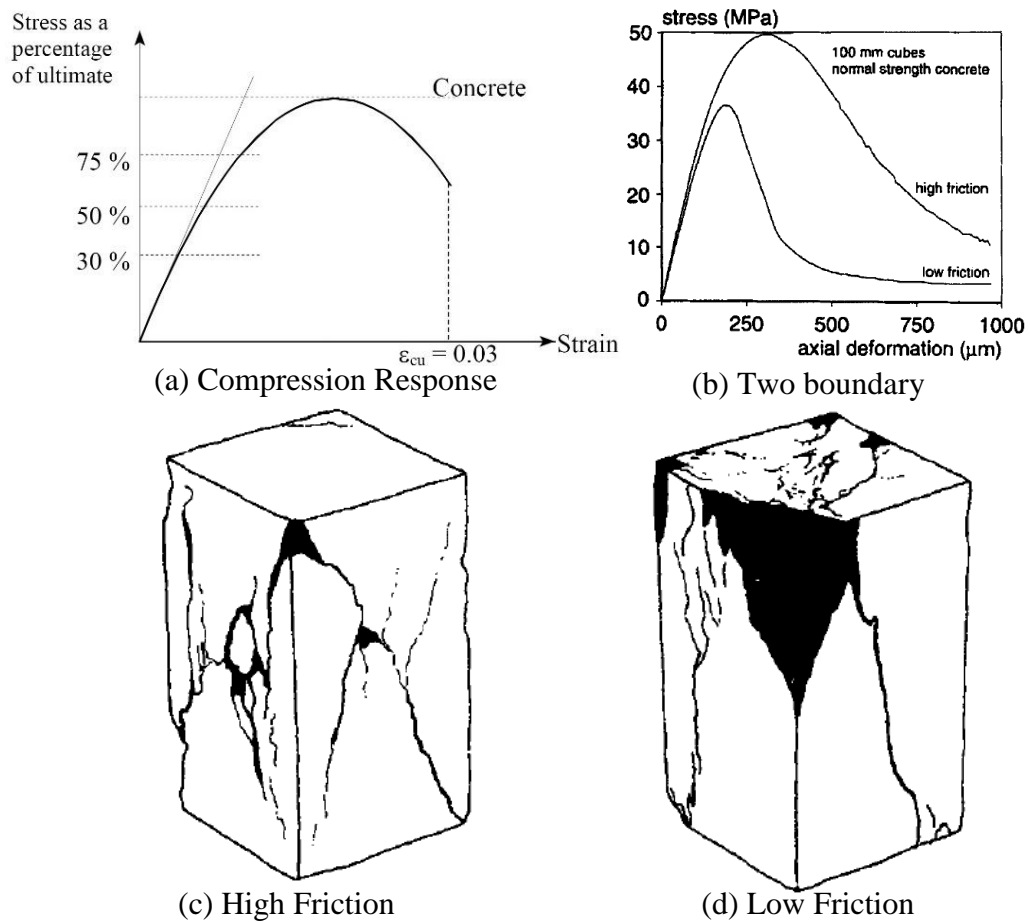 Stress as a
percentage
of ultimate
Concrete
75 %
50 %
30 %
Strain
εcu = 0.03
(a) Compression Response
stress (MPa)
50
40
30
20
10
0
100 mm cubes
normal strength concrete
high friction
low friction
0 250 500 750 1000
axial deformation (μm)
(b) Two boundary
(c) High Friction
(d) Low Friction